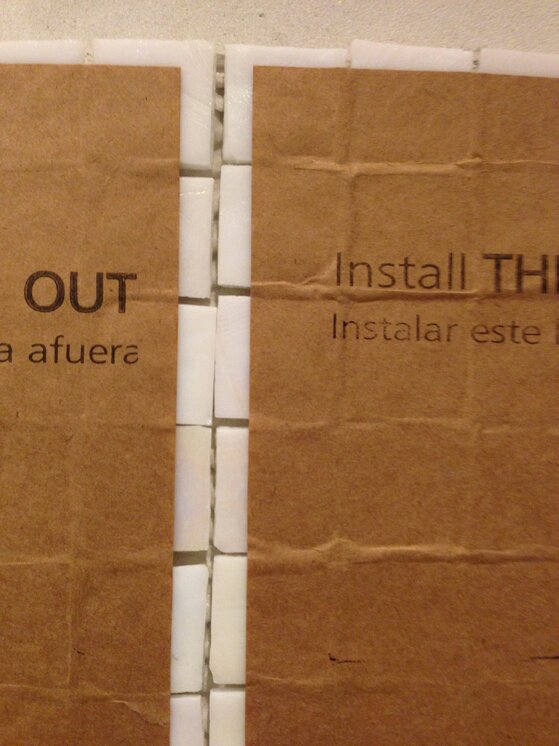 OUT
a afuera
Install
Instalar este